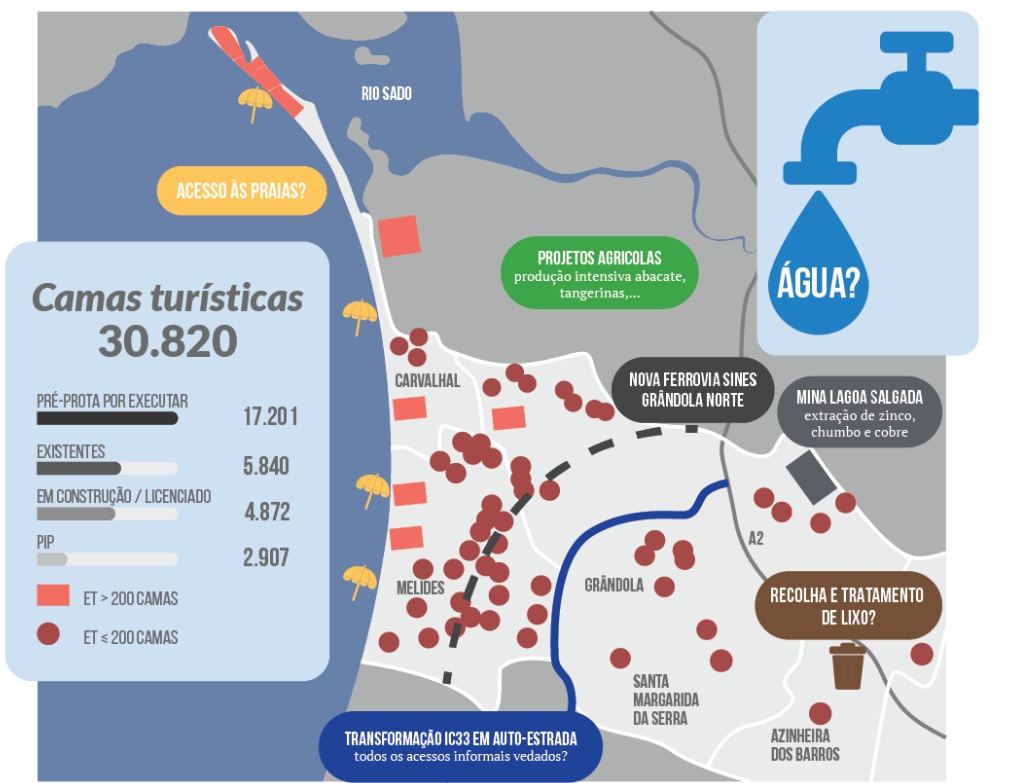 RIO SADO
ACESSO ÀS PRAIAS?
ÁGUA?
PROJETOS AGRICOLAS
produção intensiva abacate,
tangerinas,...
Camas turísticas
30.820
PRÉ-PROTA POR EXECUTAR
17.201
EXISTENTES
5.840
EM CONSTRUÇÃO / LICENCIADO
4.872
PIP
2.907
ET > 200 CAMAS
ET ≤ 200 CAMAS
CARVALHAL
NOVA FERROVIA SINES
GRÂNDOLA NORTE
MINA LAGOA SALGADA
extração de zinco,
chumbo e cobre
A2
MELIDES
GRÂNDOLA
RECOLHA E TRATAMENTO
DE LIXO?
SANTA
MARGARIDA
DA SERRA
AZINHEIRA
DOS BARROS
TRANSFORMAÇÃO IC33 EM AUTO-ESTRADA
todos os acessos informais vedados?